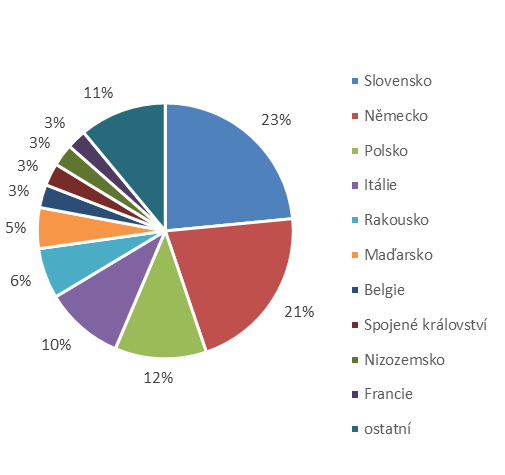 23%
21%
12%
10%
6%
5%
3%
3%
3%
3%
11%
Slovensko
Německo
Polsko
Itálie
Rakousko
Maďarsko
Belgie
Spojené království
Nizozemsko
Francie
ostatní